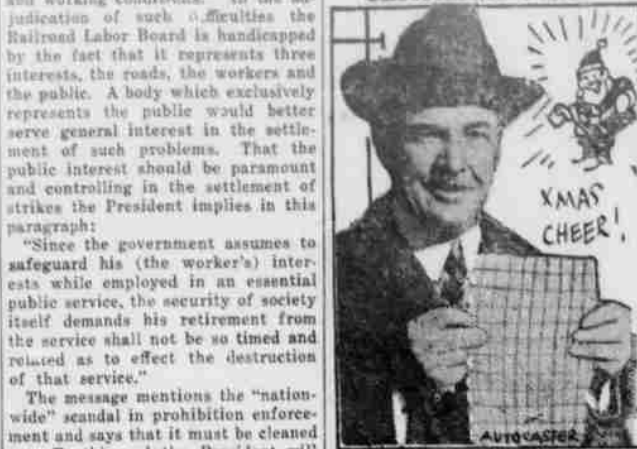 judication of such difficulties the
Railroad Labor Board is handicapped
by the fact that it represents three
interests, the roads, the workers and
the public. A body which exclusively
represents the public would better
serve general interest in the settle-
ment of such problems. That the
public interest should be paramount
and controlling in the settlement of
strikes the President implies in this
paragraph:
"Since the government assumes to
safeguard his (the worker's) inter-
ests while employed in an essential
public service, the security of society
itself demands his retirement from
the service shall not be so timed and
related as to effect the destruction
of that service."
The message mentions the "nation-
wide" scandal in prohibition enforce-
ment and says that it must be cleaned
the President will
XMAS
CHEER!
AUTOCASTER